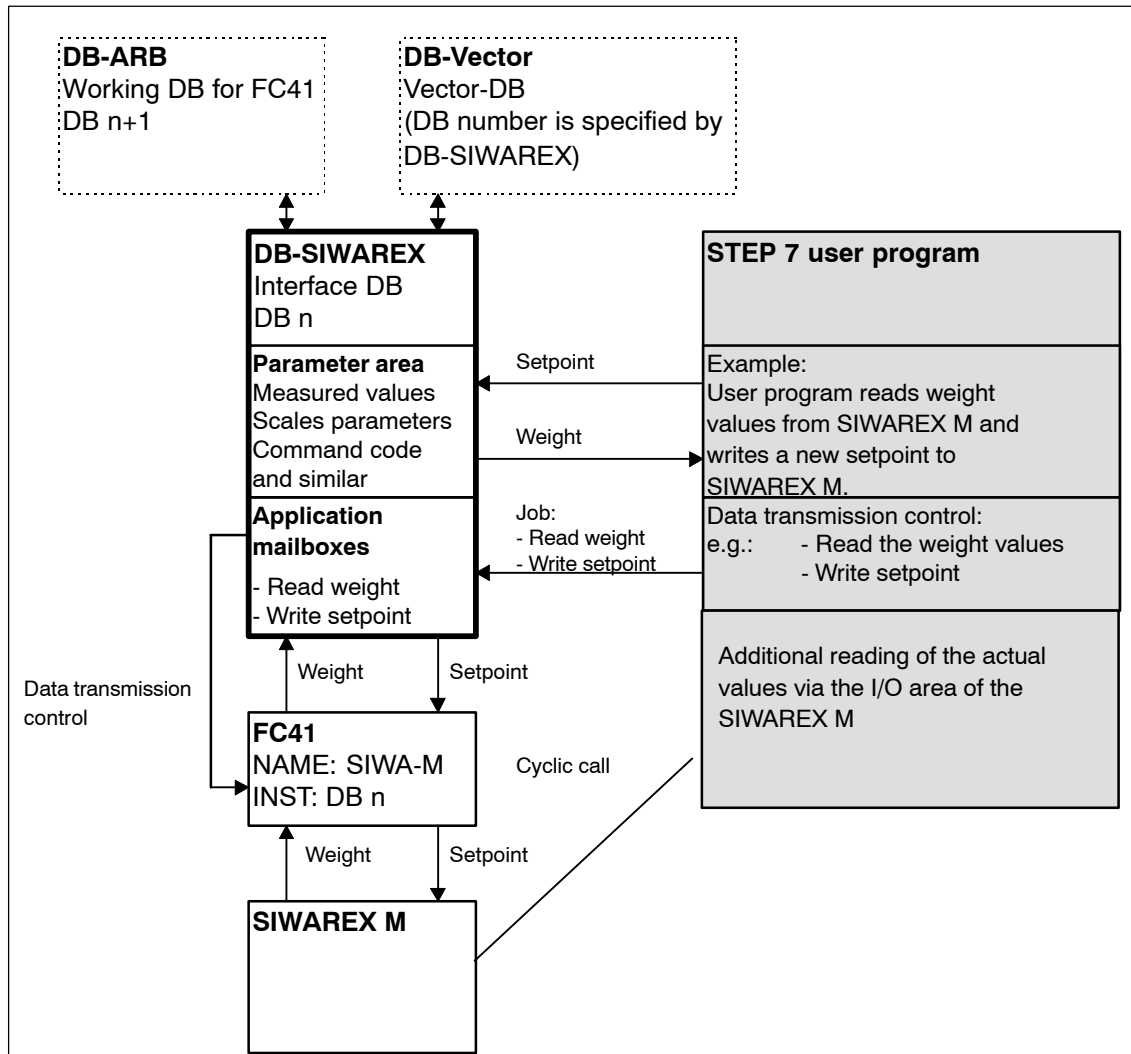 DB-ARB
Working DB for FC41
DB n+1
DB-Vector
Vector-DB
(DB number is specified by
DB-SIWAREX)
DB-SIWAREX
Interface DB
DB n
Parameter area
Measured values
Scales parameters
Command code
and similar
Application
mailboxes
- Read weight
- Write setpoint
Setpoint
Weight
Job:
- Read weight
- Write setpoint
STEP 7 user program
Example:
User program reads weight
values from SIWAREX M and
writes a new setpoint to
SIWAREX M.
Data transmission control:
e.g.: - Read the weight values
- Write setpoint
Additional reading of the actual
values via the I/O area of the
SIWAREX M
Weight
Setpoint
Data transmission
control
FC41
NAME: SIWA-M
INST: DB n
Cyclic call
Weight
Setpoint
SIWAREX M